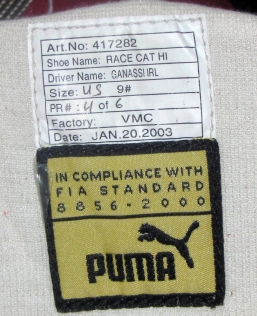 Art.No: 417282
Shoe Name: RACE CAT HI
Driver Name: GANASSI IRL
Size: US 9#
PR#: 4 of 6
Factory: VMC
Date: JAN.20.2003
IN COMPLIANCE WITH
FIA STANDARD
8856-2000
PUMA